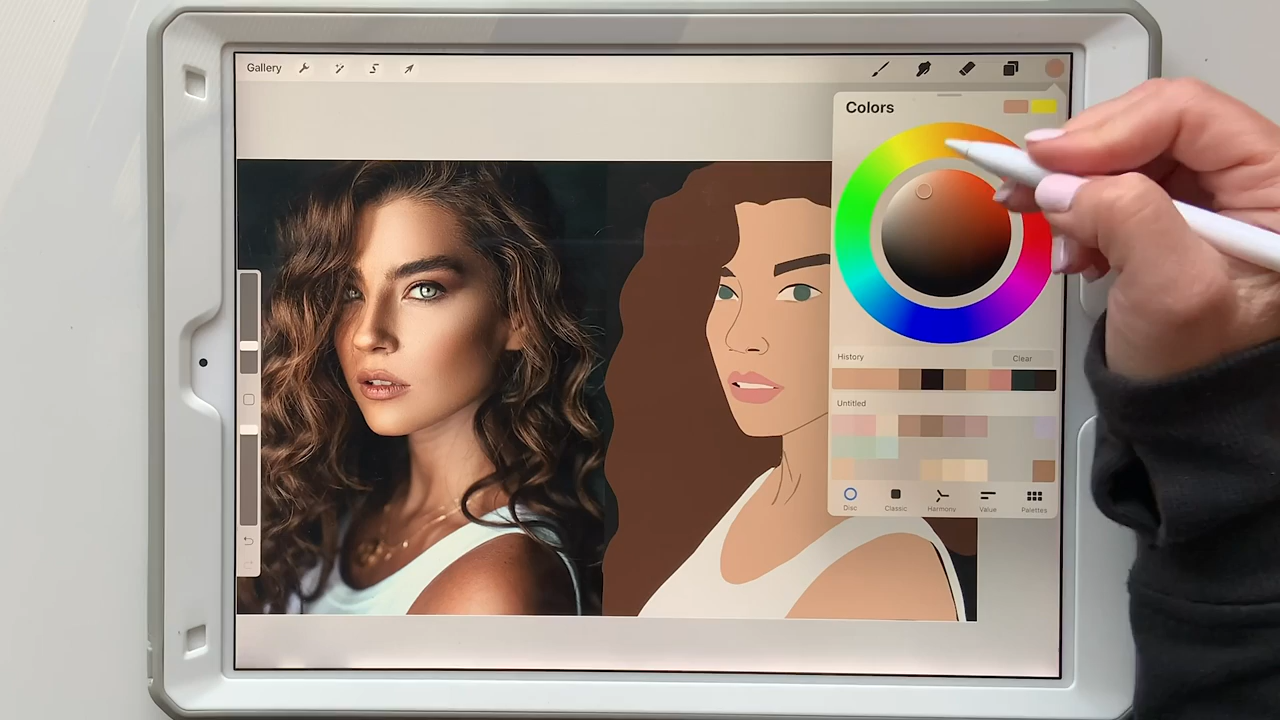 Gallery
Colors
History Clear
Untitled
Disc Classic Harmony Value Palettes